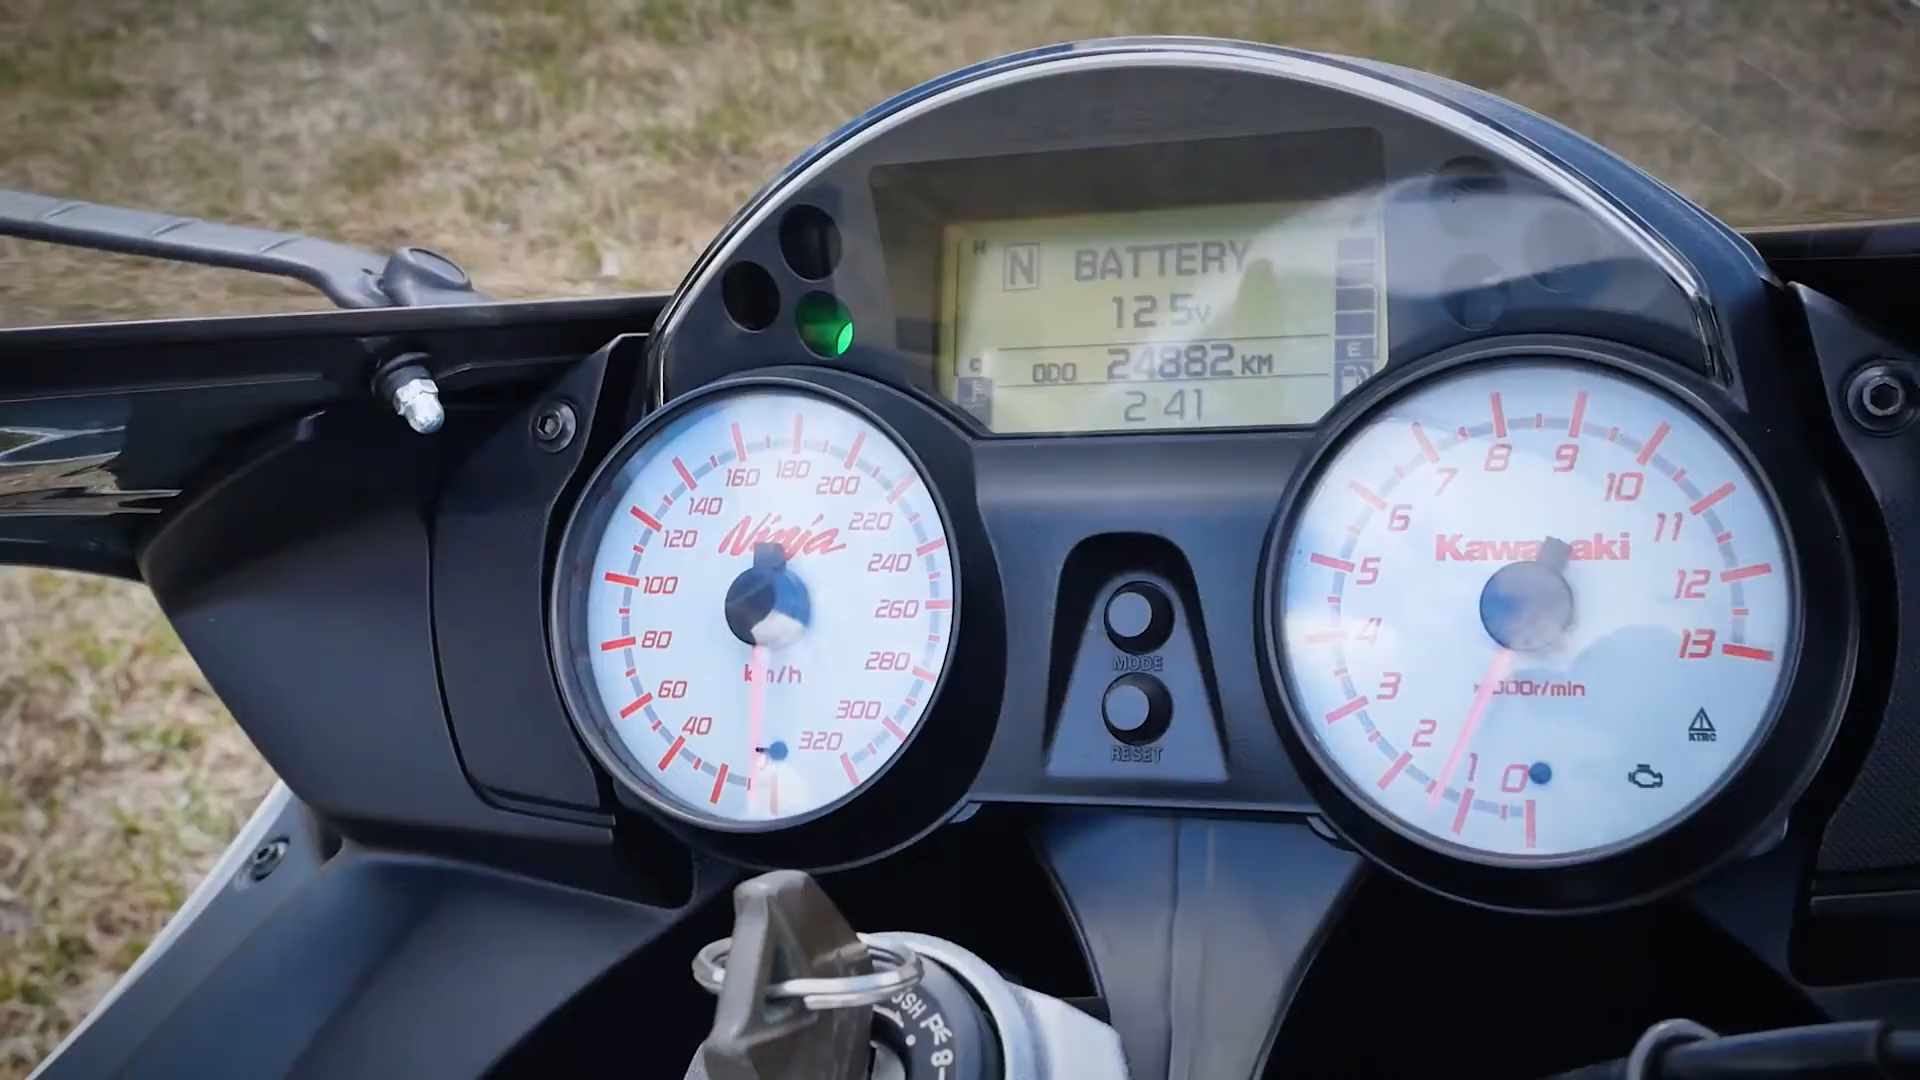 H
N BATTERY
12.5v
C
ODO 24882 KM
E
2:41
Ninja
40
60
80
100
120
140
160
180
200
220
240
260
280
300
320
km/h
MODE
RESET
Kawasaki
0
1
2
3
4
5
6
7
8
9
10
11
12
13
x1000r/min
KTRC
PUSH